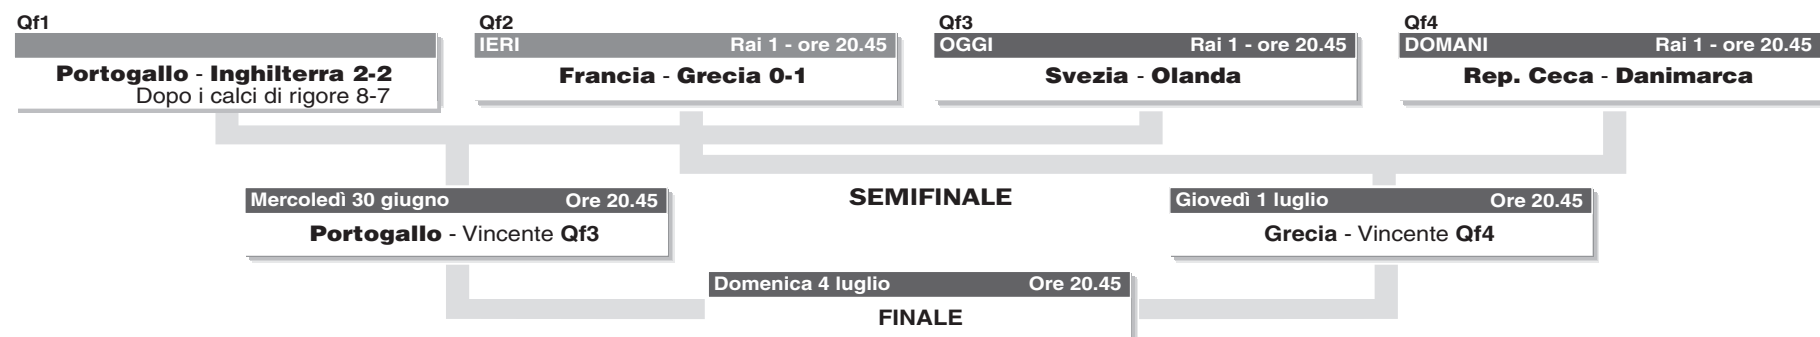 Qf1
Portogallo - Inghilterra 2-2
Dopo i calci di rigore 8-7
Qf2
IERI Rai 1 - ore 20.45
Francia - Grecia 0-1
Qf3
OGGI Rai 1 - ore 20.45
Svezia - Olanda
Qf4
DOMANI Rai 1 - ore 20.45
Rep. Ceca - Danimarca
Mercoledì 30 giugno Ore 20.45
Portogallo - Vincente Qf3
SEMIFINALE
Giovedì 1 luglio Ore 20.45
Grecia - Vincente Qf4
Domenica 4 luglio Ore 20.45
FINALE